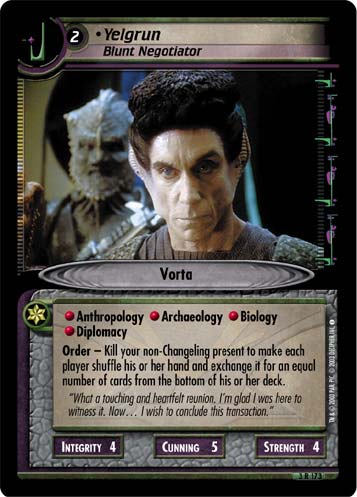 2
• Yelgrun
Blunt Negotiator
Vorta
• Anthropology • Archaeology • Biology
• Diplomacy
Order – Kill your non-Changeling present to make each
player shuffle his or her hand and exchange it for an equal
number of cards from the bottom of his or her deck.
"What a touching and heartfelt reunion, I'm glad I was here to
witness it. Now… I wish to conclude this transaction."
INTEGRITY 4
CUNNING 5
STRENGTH 4
3 R 173